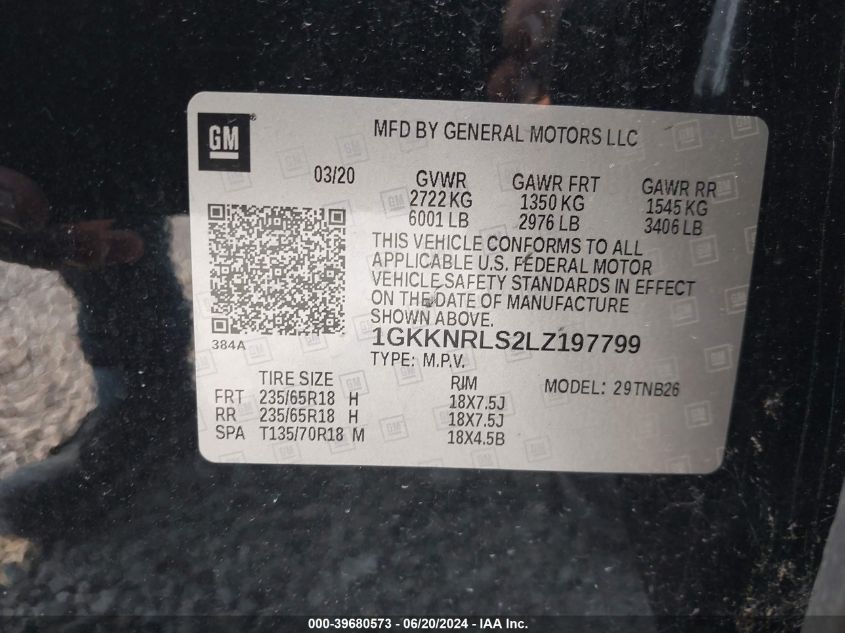 GM ®
MFD BY GENERAL MOTORS LLC
03/20 GVWR GAWR FRT GAWR RR
2722 KG 1350 KG 1545 KG
6001 LB 2976 LB 3406 LB
THIS VEHICLE CONFORMS TO ALL
APPLICABLE U.S. FEDERAL MOTOR
VEHICLE SAFETY STANDARDS IN EFFECT
ON THE DATE OF MANUFACTURE
SHOWN ABOVE.
384A
1GKKNRLS2LZ197799
TYPE: M.P.V.
TIRE SIZE RIM MODEL: 29TNB26
FRT 235/65R18 H 18X7.5J
RR 235/65R18 H 18X7.5J
SPA T135/70R18 M 18X4.5B
000-39680573 - 06/20/2024 - IAA Inc.